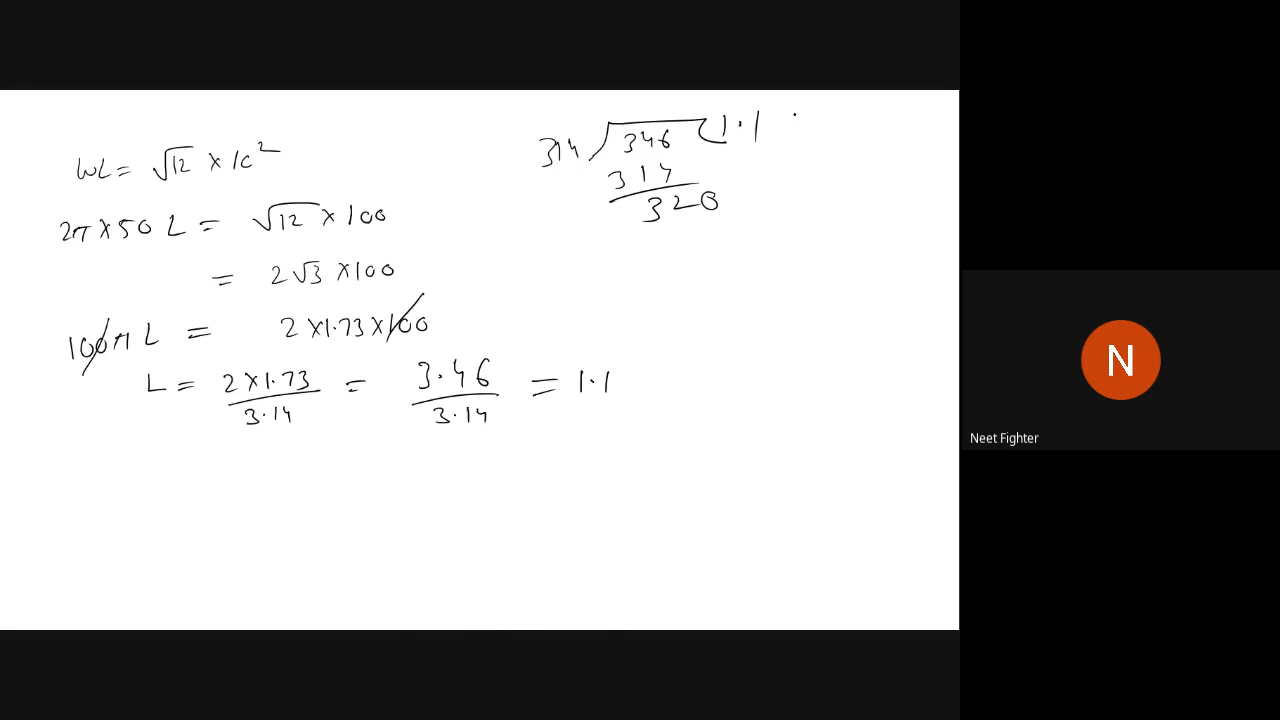 WL = √12 × 10²
2π × 50 L = √12 × 100
= 2√3 × 100
100π L = 2 × 1.73 × 100
L = 2 × 1.73 / 3.14 = 3.46 / 3.14 = 1.1
314 ) 346 ( 1.1
314
320
N
Neet Fighter